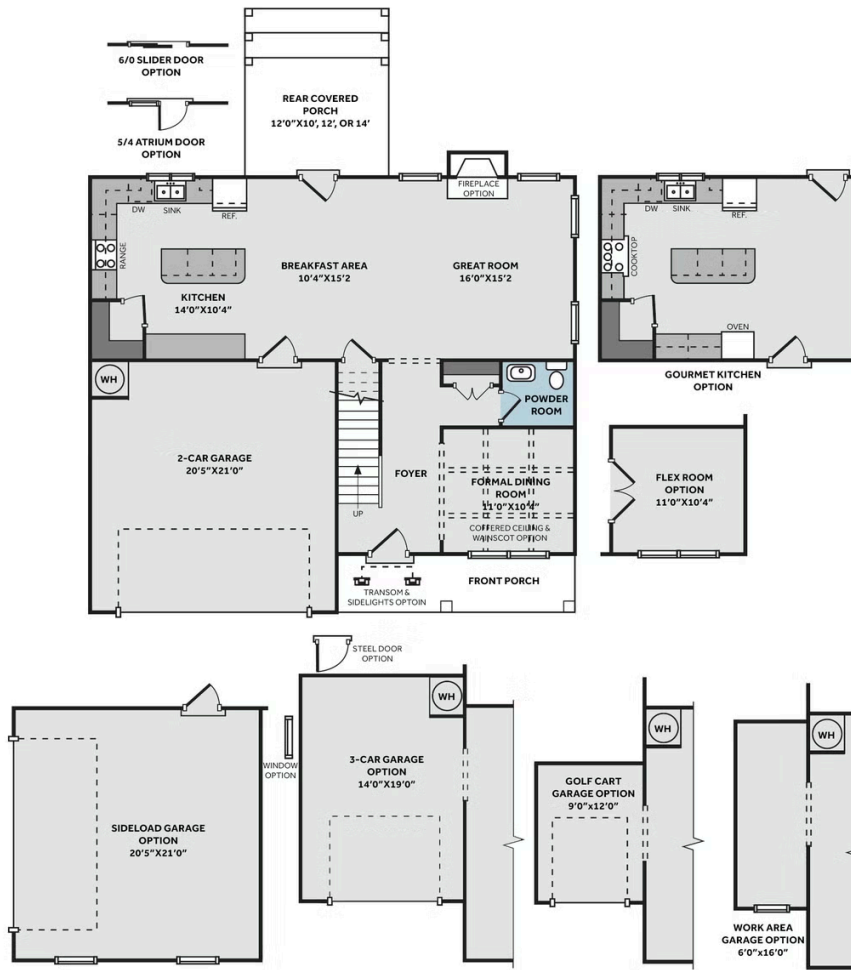 6/0 SLIDER DOOR
OPTION
5/4 ATRIUM DOOR
OPTION
REAR COVERED
PORCH
12'0"X10', 12', OR 14'
FIREPLACE
OPTION
DW
SINK
REF.
RANGE
KITCHEN
14'0"X10'4"
BREAKFAST AREA
10'4"X15'2
GREAT ROOM
16'0"X15'2
DW
SINK
REF.
COOKTOP
OVEN
GOURMET KITCHEN
OPTION
WH
2-CAR GARAGE
20'5"X21'0"
UP
FOYER
POWDER
ROOM
FORMAL DINING
ROOM
11'0"X10'4"
COFFERED CEILING &
WAINSCOT OPTION
FLEX ROOM
OPTION
11'0"X10'4"
TRANSOM &
SIDELIGHTS OPTOIN
FRONT PORCH
STEEL DOOR
OPTION
SIDELOAD GARAGE
OPTION
20'5"X21'0"
WINDOW
OPTION
WH
3-CAR GARAGE
OPTION
14'0"X19'0"
WH
GOLF CART
GARAGE OPTION
9'0"x12'0"
WH
WORK AREA
GARAGE OPTION
6'0"x16'0"